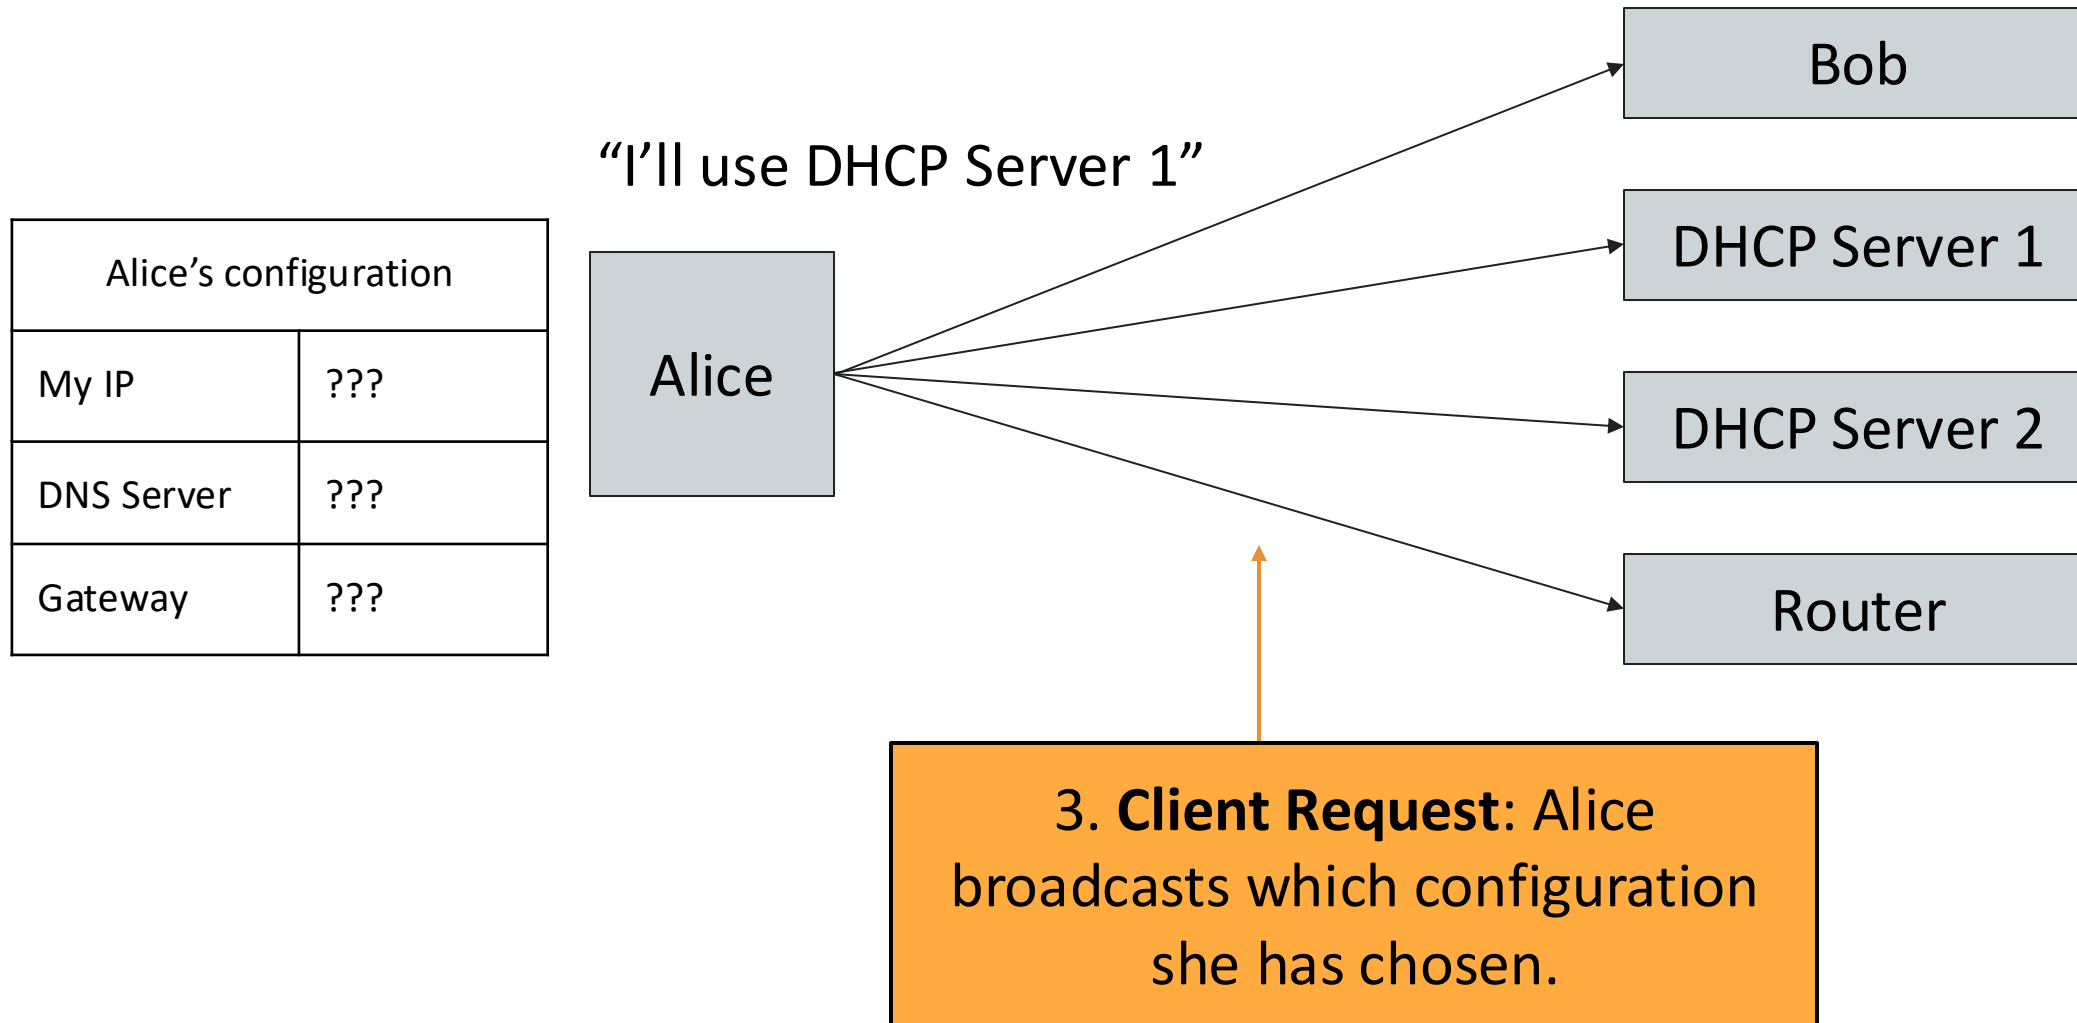 Bob
“I’ll use DHCP Server 1”
DHCP Server 1
Alice’s configuration
Alice
My IP ???
DHCP Server 2
DNS Server ???
Gateway ???
Router
3. Client Request: Alice
broadcasts which configuration
she has chosen.